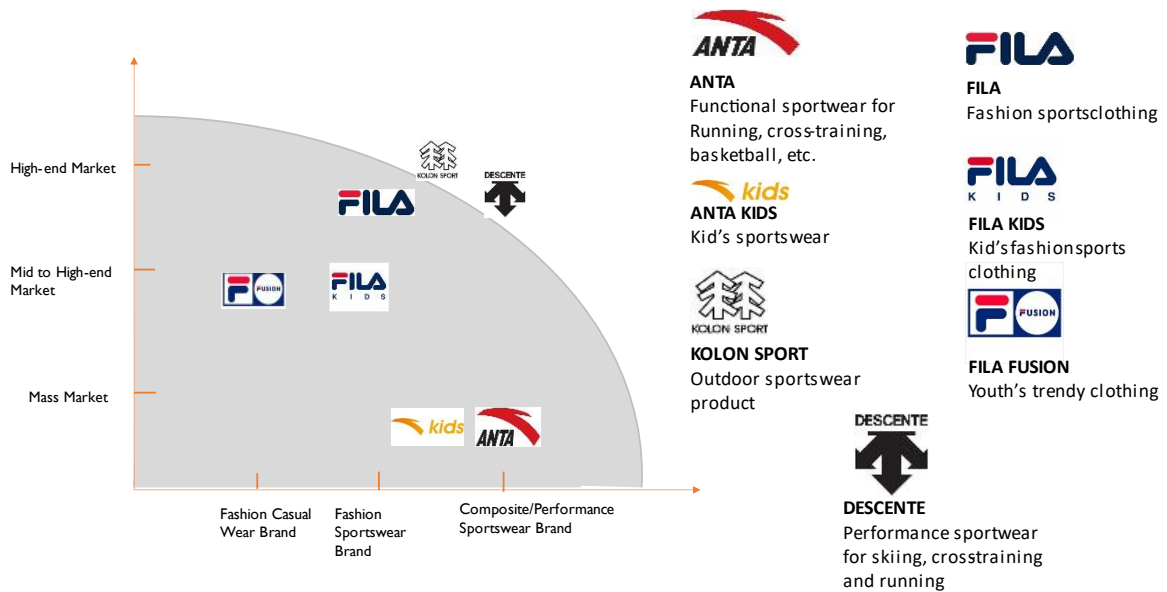 High-end Market
Mid to High-end
Market
Mass Market
KOLON SPORT
DESCENTE
FILA
F FUSION
FILA
KIDS
kids
ANTA
Fashion Casual
Wear Brand
Fashion
Sportswear
Brand
Composite/Performance
Sportswear Brand
ANTA
ANTA
Functional sportwear for
Running, cross-training,
basketball, etc.
kids
ANTA KIDS
Kid's sportswear
KOLON SPORT
KOLON SPORT
Outdoor sportswear
product
FILA
FILA
Fashion sportsclothing
FILA
KIDS
FILA KIDS
Kid'sfashionsports
clothing
F FUSION
FILA FUSION
Youth's trendy clothing
DESCENTE
DESCENTE
Performance sportwear
for skiing, crosstraining
and running